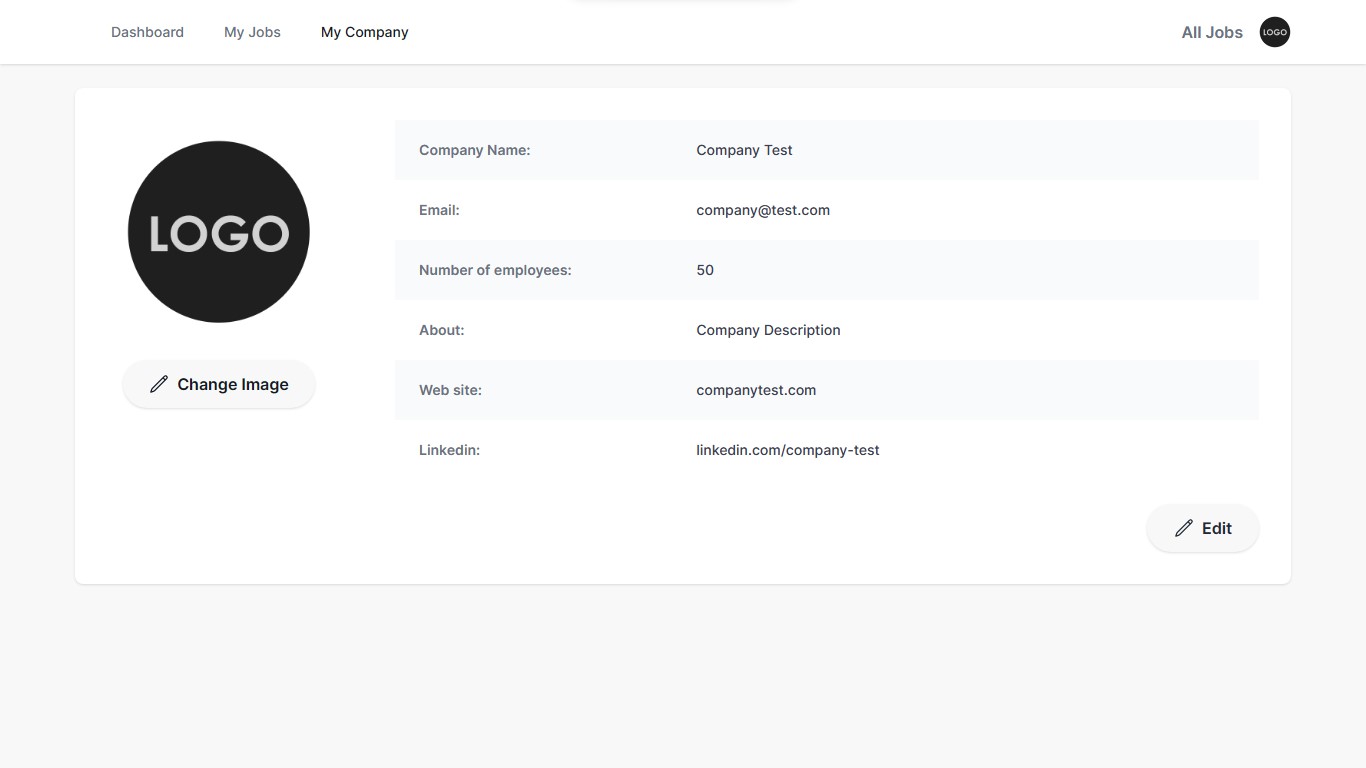 Dashboard My Jobs My Company All Jobs LOGO
LOGO
Change Image
Company Name: Company Test
Email: company@test.com
Number of employees: 50
About: Company Description
Web site: companytest.com
Linkedin: linkedin.com/company-test
Edit